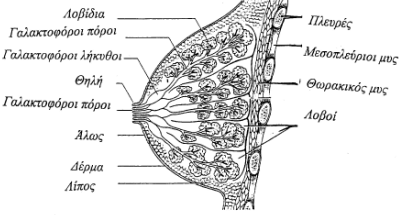 Λοβίδια
Γαλακτοφόροι πόροι
Γαλακτοφόροι λήκυθοι
Θηλή
Γαλακτοφόροι πόροι
Άλως
Δέρμα
Λίπος
Πλευρές
Μεσοπλεύριοι μυς
Θωρακικός μυς
Λοβοί